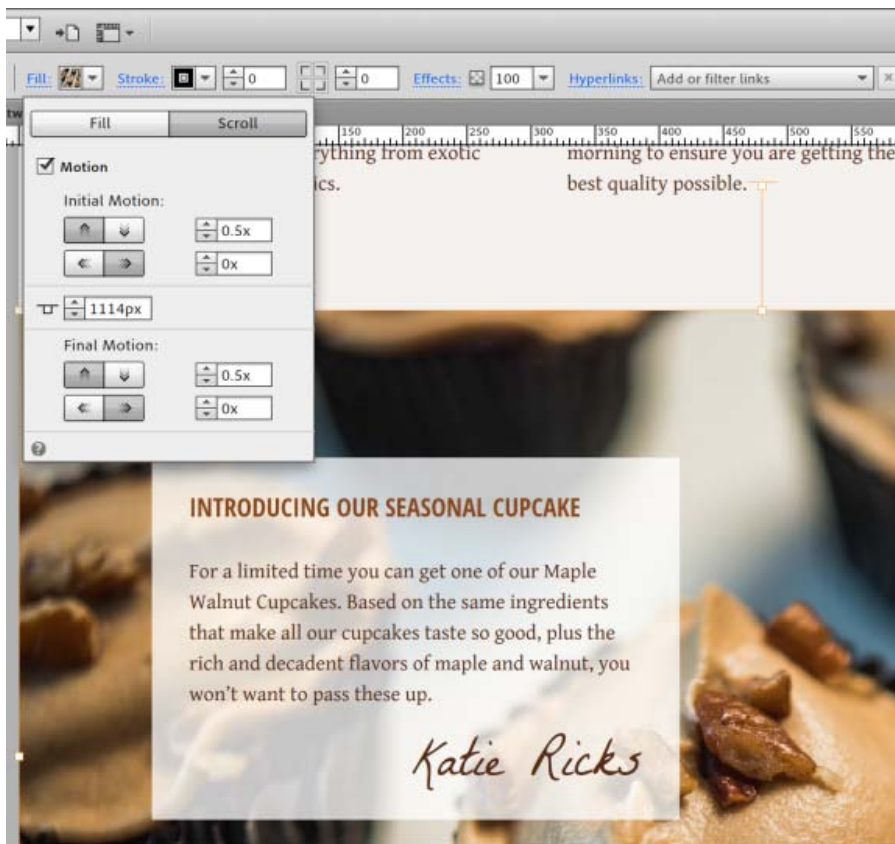 Fill: Stroke: 0 0 Effects: 100 Hyperlinks: Add or filter links
tw
Fill Scroll
150 200 250 300 350 400 450 500 550
Motion
Initial Motion:
0.5x
0x
1114px
Final Motion:
0.5x
0x
rything from exotic
ics.
morning to ensure you are getting the
best quality possible.
INTRODUCING OUR SEASONAL CUPCAKE
For a limited time you can get one of our Maple
Walnut Cupcakes. Based on the same ingredients
that make all our cupcakes taste so good, plus the
rich and decadent flavors of maple and walnut, you
won't want to pass these up.
Katie Ricks